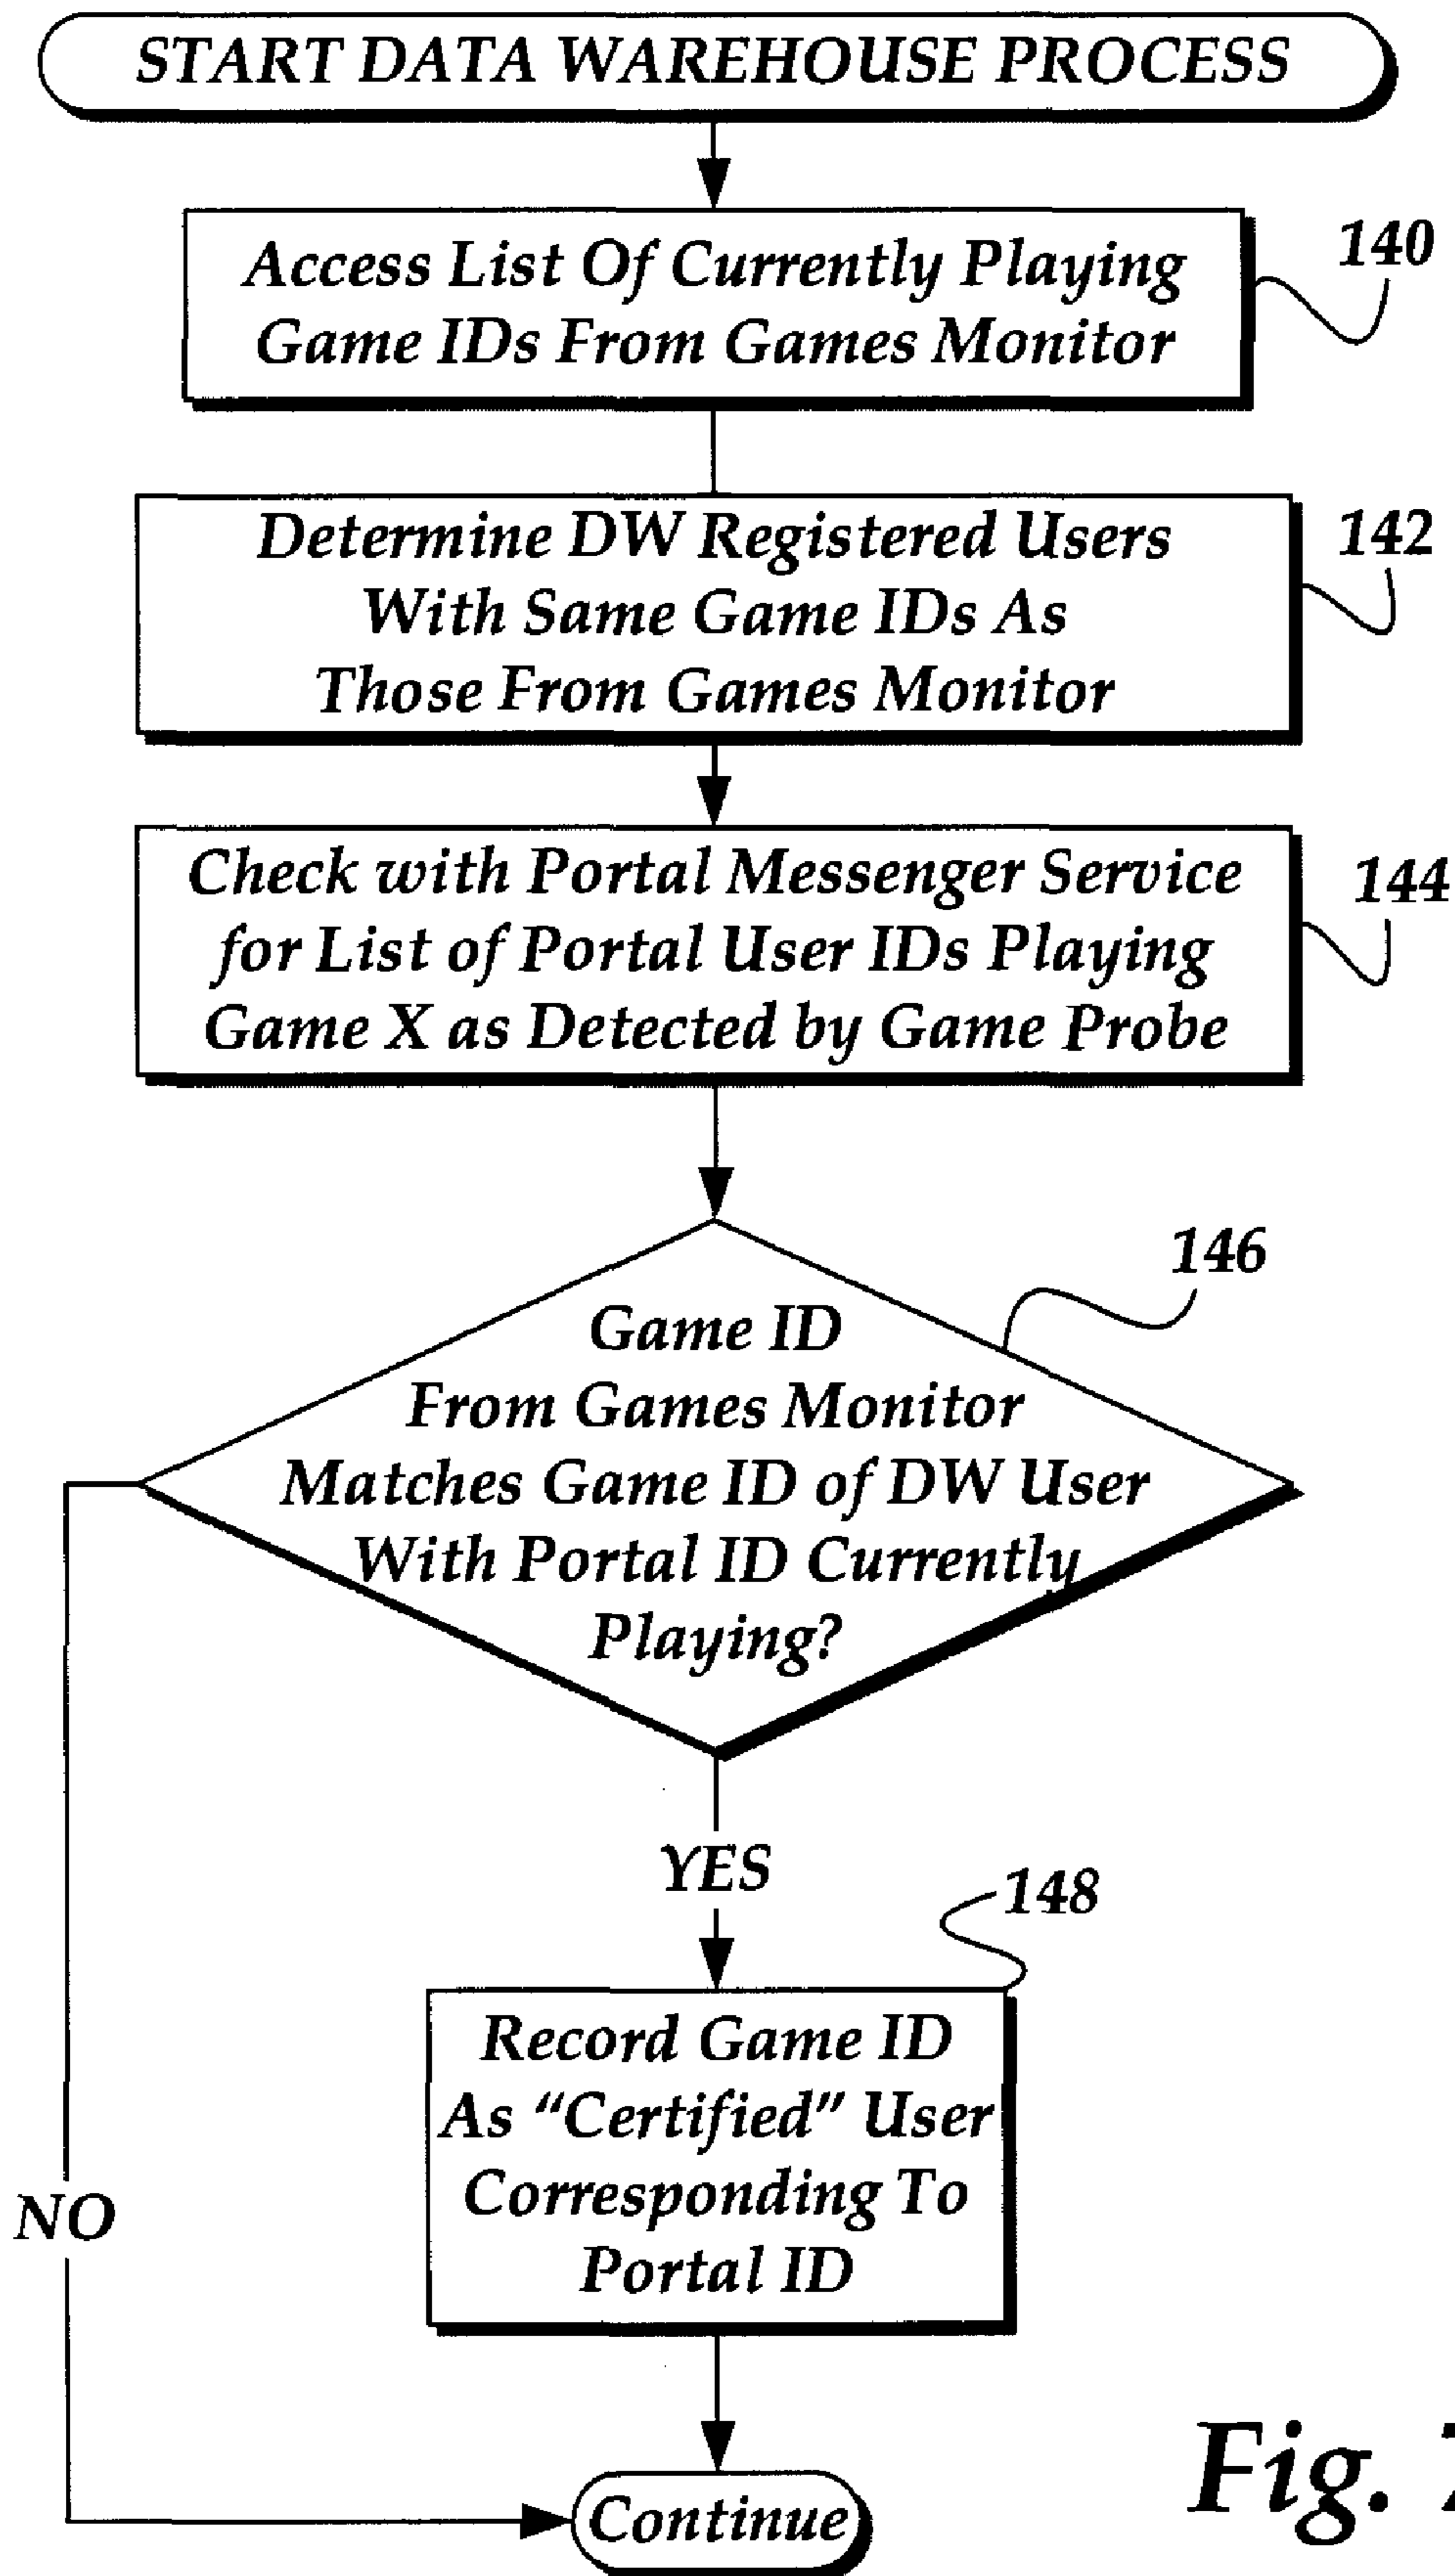 START DATA WAREHOUSE PROCESS
Access List Of Currently Playing
Game IDs From Games Monitor
140
Determine DW Registered Users
With Same Game IDs As
Those From Games Monitor
142
Check with Portal Messenger Service
for List of Portal User IDs Playing
Game X as Detected by Game Probe
144
146
Game ID
From Games Monitor
Matches Game ID of DW User
With Portal ID Currently
Playing?
YES
148
Record Game ID
As “Certified” User
Corresponding To
Portal ID
NO
Continue
Fig.